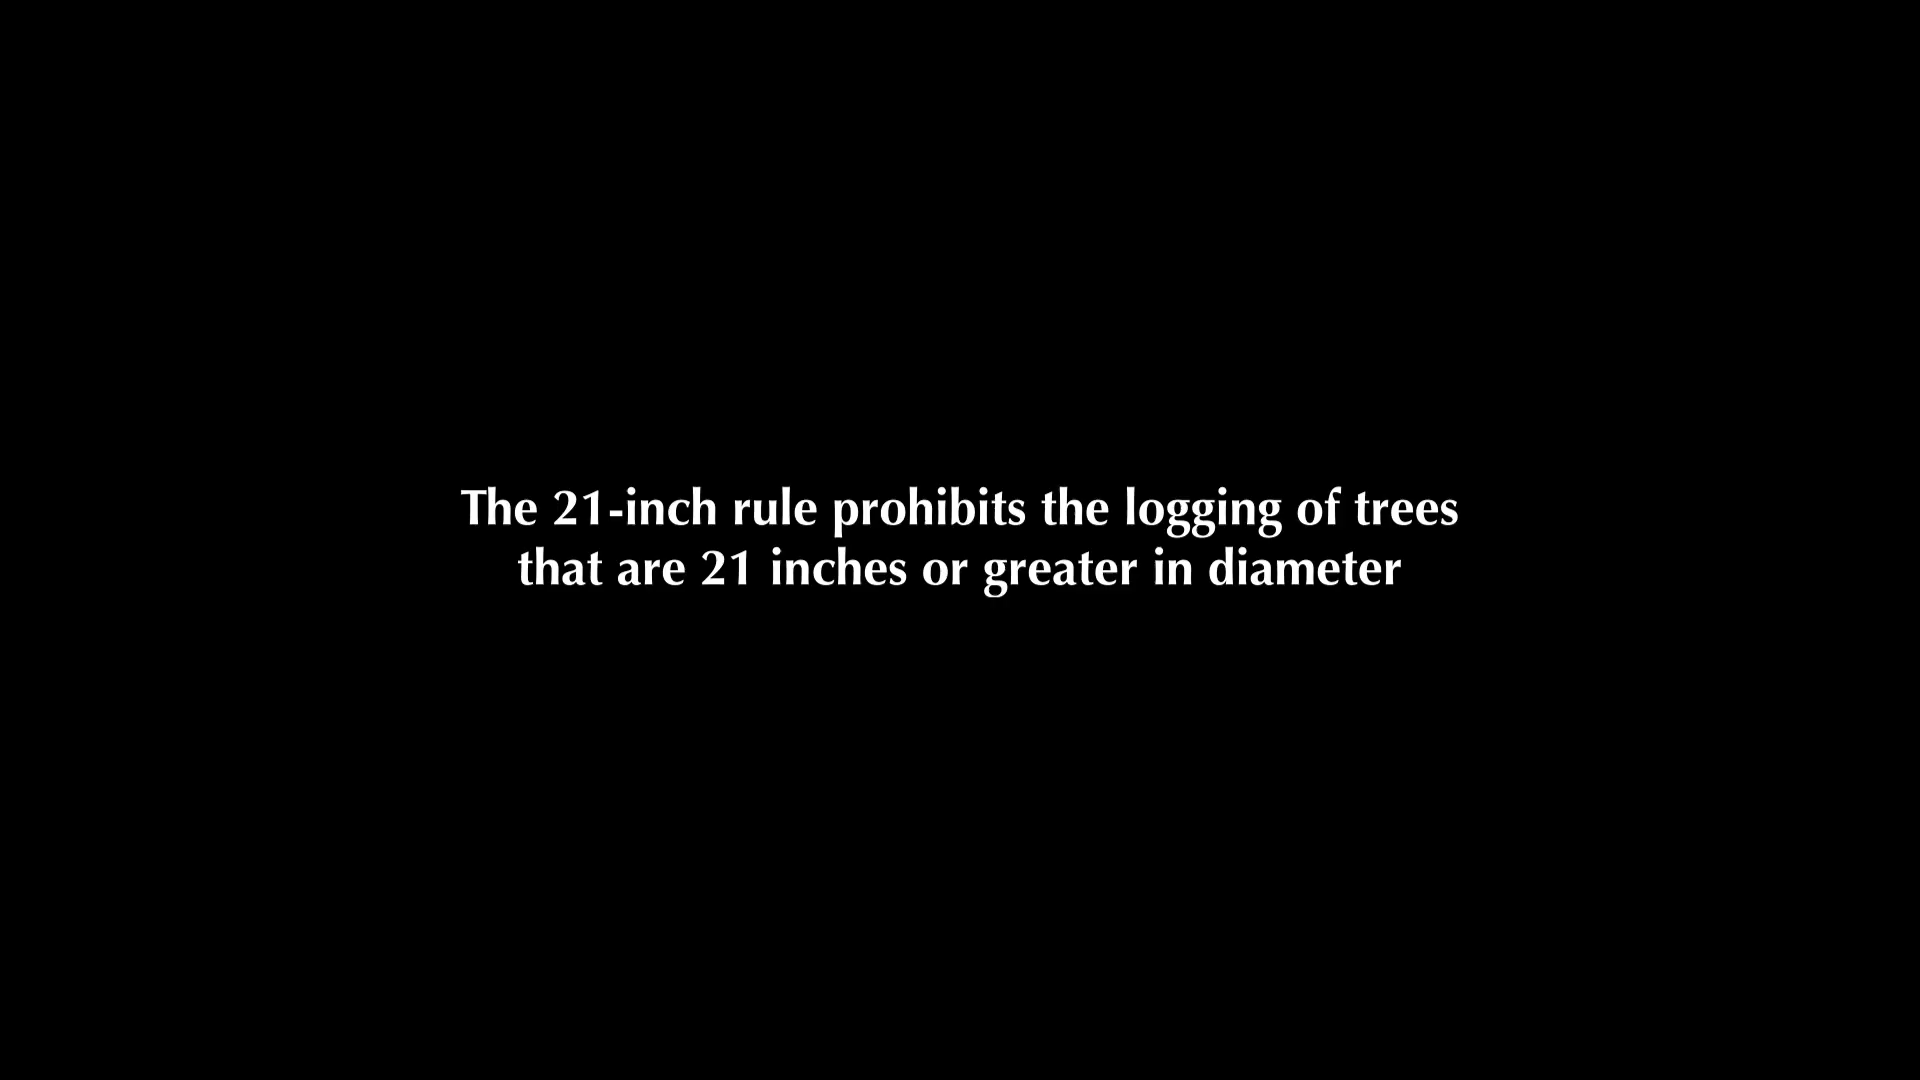 The 21-inch rule prohibits the logging of trees
that are 21 inches or greater in diameter